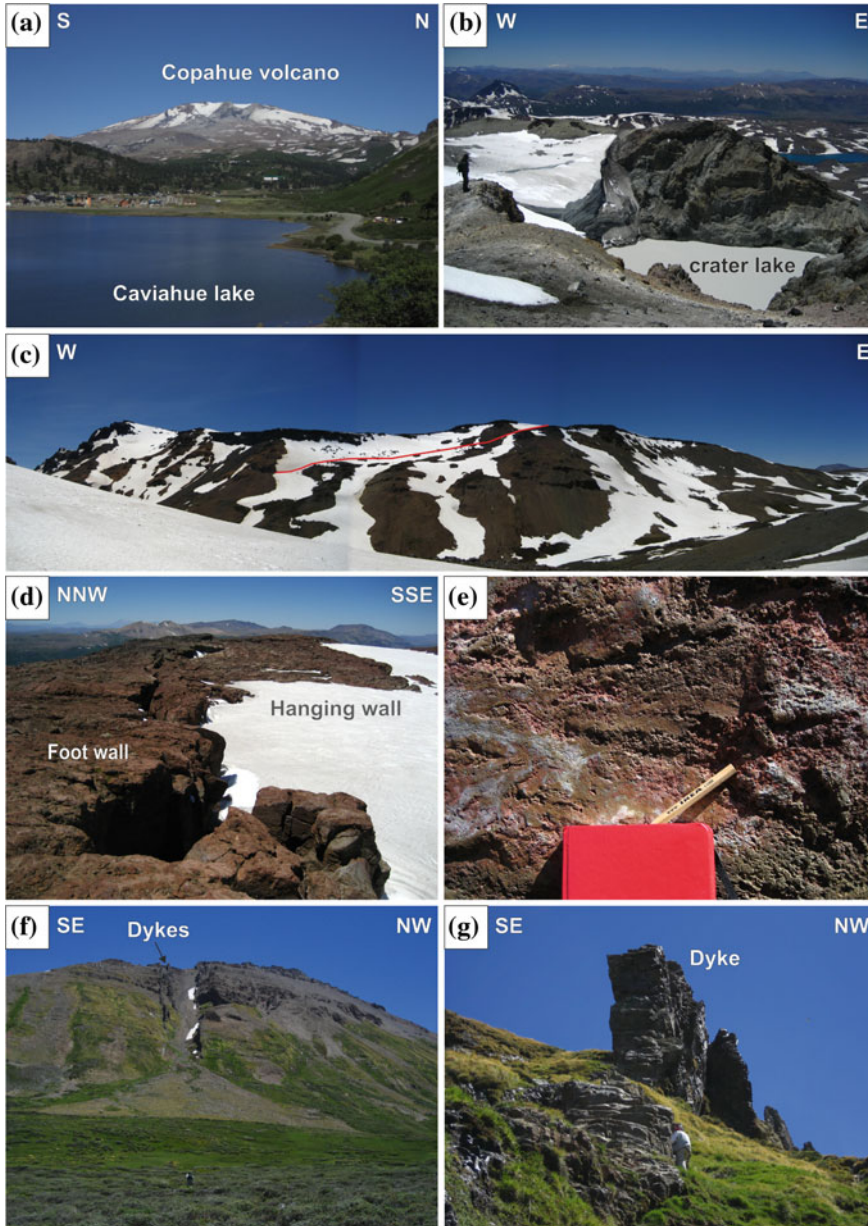 (a) S N
Copahue volcano
Caviahue lake
(b) W E
crater lake
(c) W E
(d) NNW SSE
Hanging wall
Foot wall
(e)
(f) SE NW
Dykes
(g) SE NW
Dyke